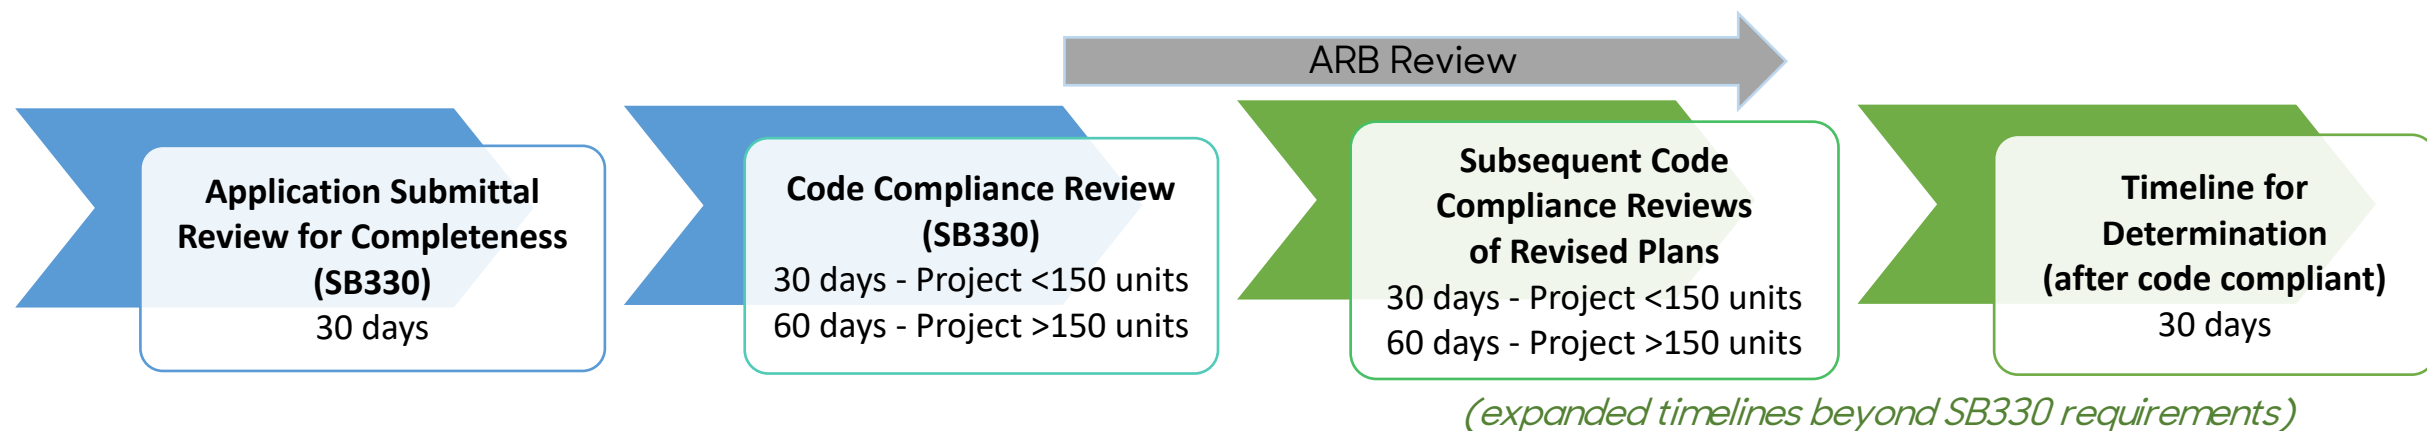 ARB Review
Application Submittal
Review for Completeness
(SB330)
30 days
Code Compliance Review
(SB330)
30 days - Project <150 units
60 days - Project >150 units
Subsequent Code
Compliance Reviews
of Revised Plans
30 days - Project <150 units
60 days - Project >150 units
Timeline for
Determination
(after code compliant)
30 days
(expanded timelines beyond SB330 requirements)